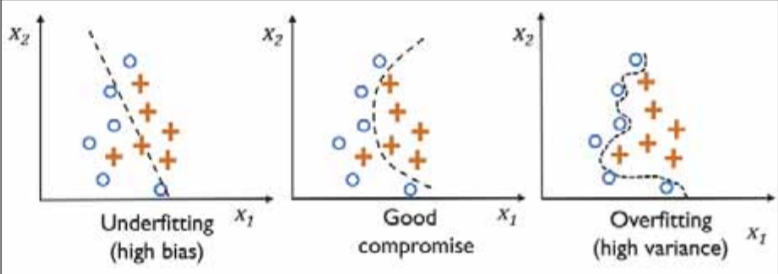 X2
X2
X2
Underfitting
(high bias)
X1
Good
compromise
X1
Overfitting
(high variance)
X1